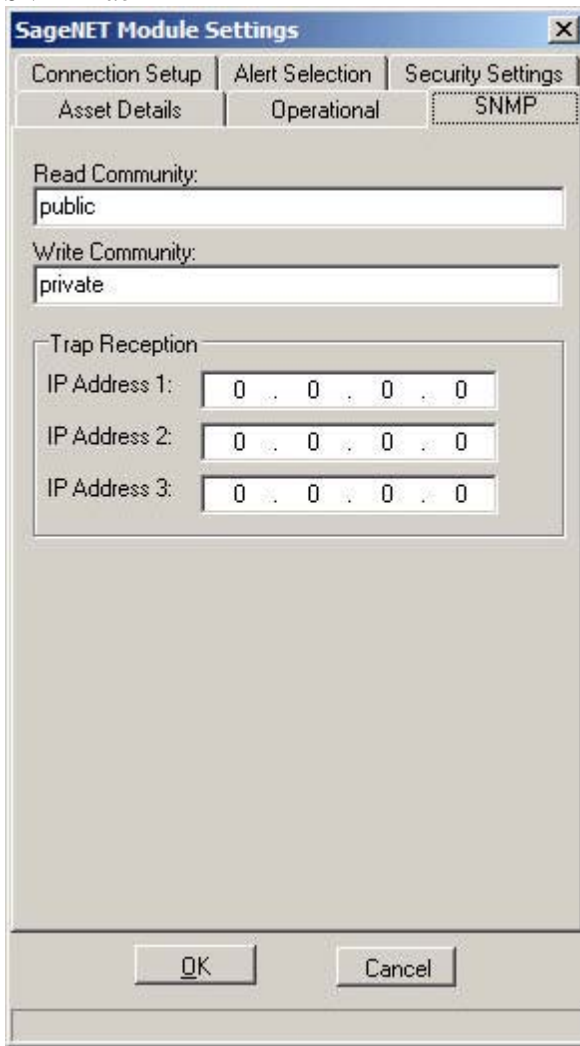 SageNET Module Settings
Connection Setup Alert Selection Security Settings
Asset Details Operational SNMP
Read Community:
public
Write Community:
private
Trap Reception
IP Address 1: 0 . 0 . 0 . 0
IP Address 2: 0 . 0 . 0 . 0
IP Address 3: 0 . 0 . 0 . 0
OK Cancel